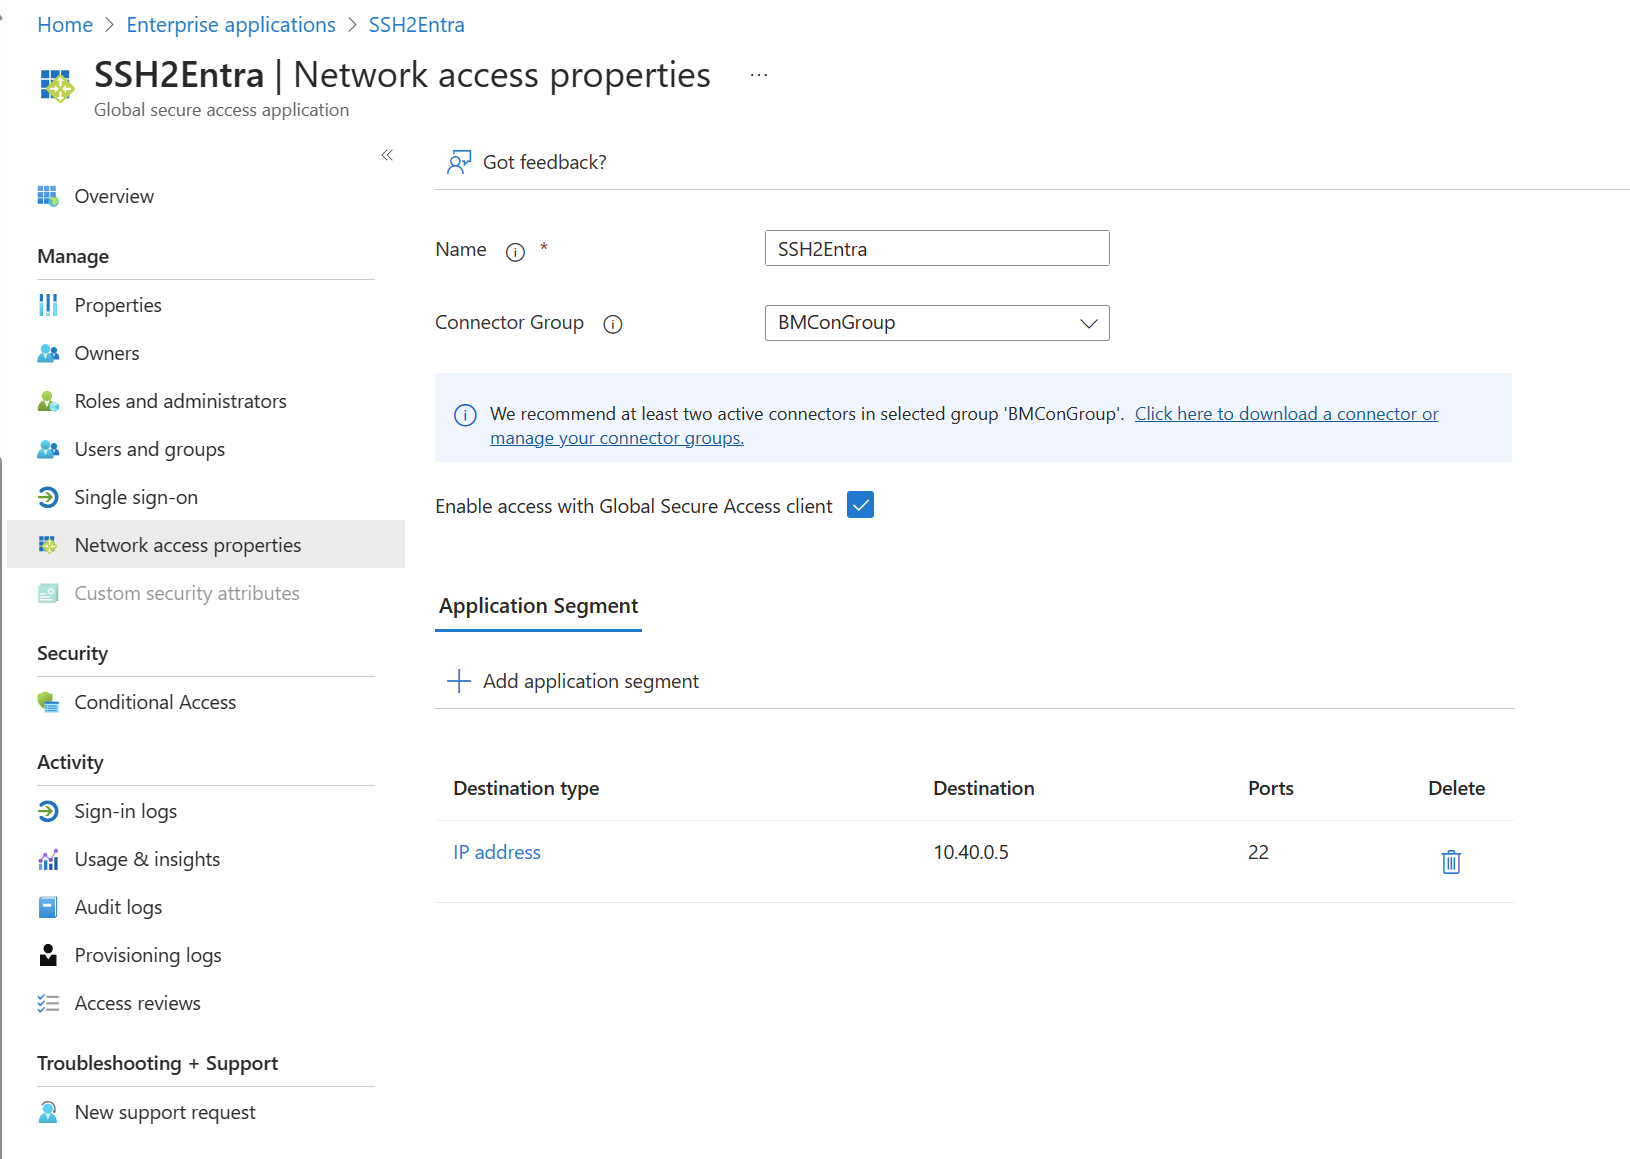 Home > Enterprise applications > SSH2Entra
SSH2Entra | Network access properties ...
Global secure access application
«
Got feedback?
Overview
Manage
Properties
Owners
Roles and administrators
Users and groups
Single sign-on
Network access properties
Custom security attributes
Security
Conditional Access
Activity
Sign-in logs
Usage & insights
Audit logs
Provisioning logs
Access reviews
Troubleshooting + Support
New support request
Name *
SSH2Entra
Connector Group
BMConGroup
We recommend at least two active connectors in selected group 'BMConGroup'. Click here to download a connector or
manage your connector groups.
Enable access with Global Secure Access client
Application Segment
Add application segment
Destination type Destination Ports Delete
IP address 10.40.0.5 22